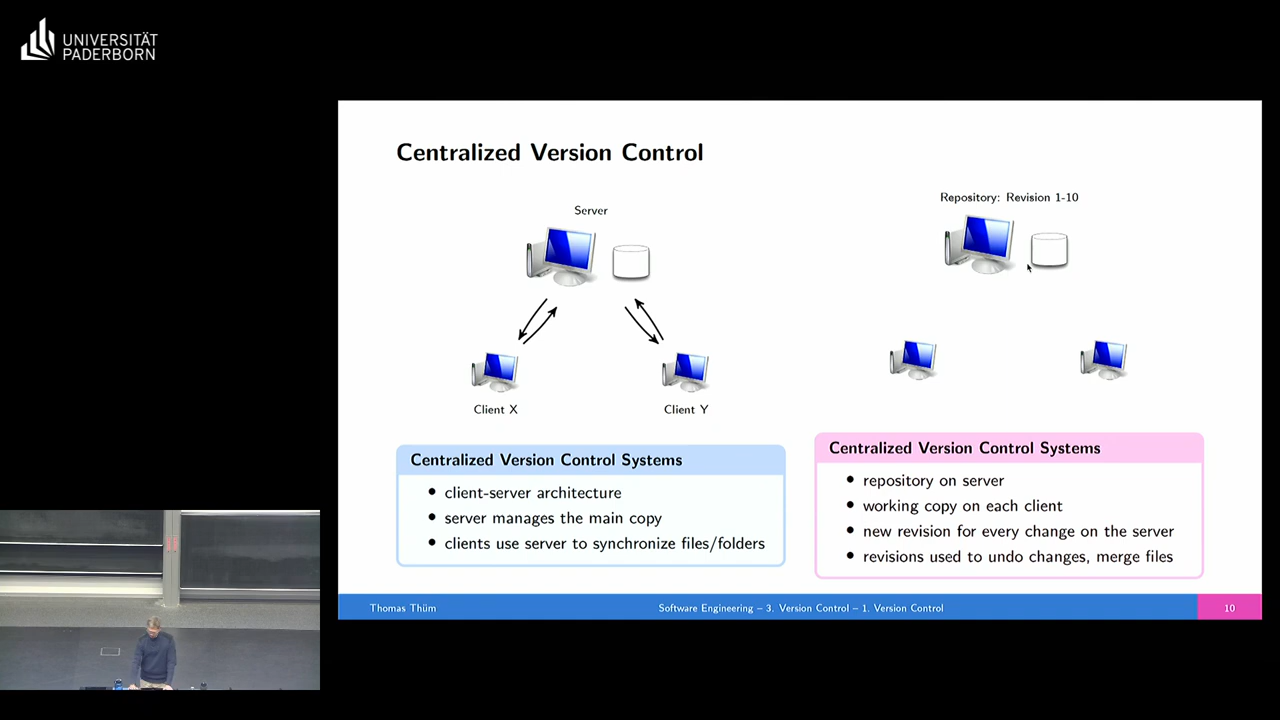 UNIVERSITÄT
PADERBORN
Centralized Version Control
Server
Client X
Client Y
Centralized Version Control Systems
• client-server architecture
• server manages the main copy
• clients use server to synchronize files/folders
Repository: Revision 1-10
Centralized Version Control Systems
• repository on server
• working copy on each client
• new revision for every change on the server
• revisions used to undo changes, merge files
Thomas Thüm
Software Engineering – 3. Version Control – 1. Version Control
10